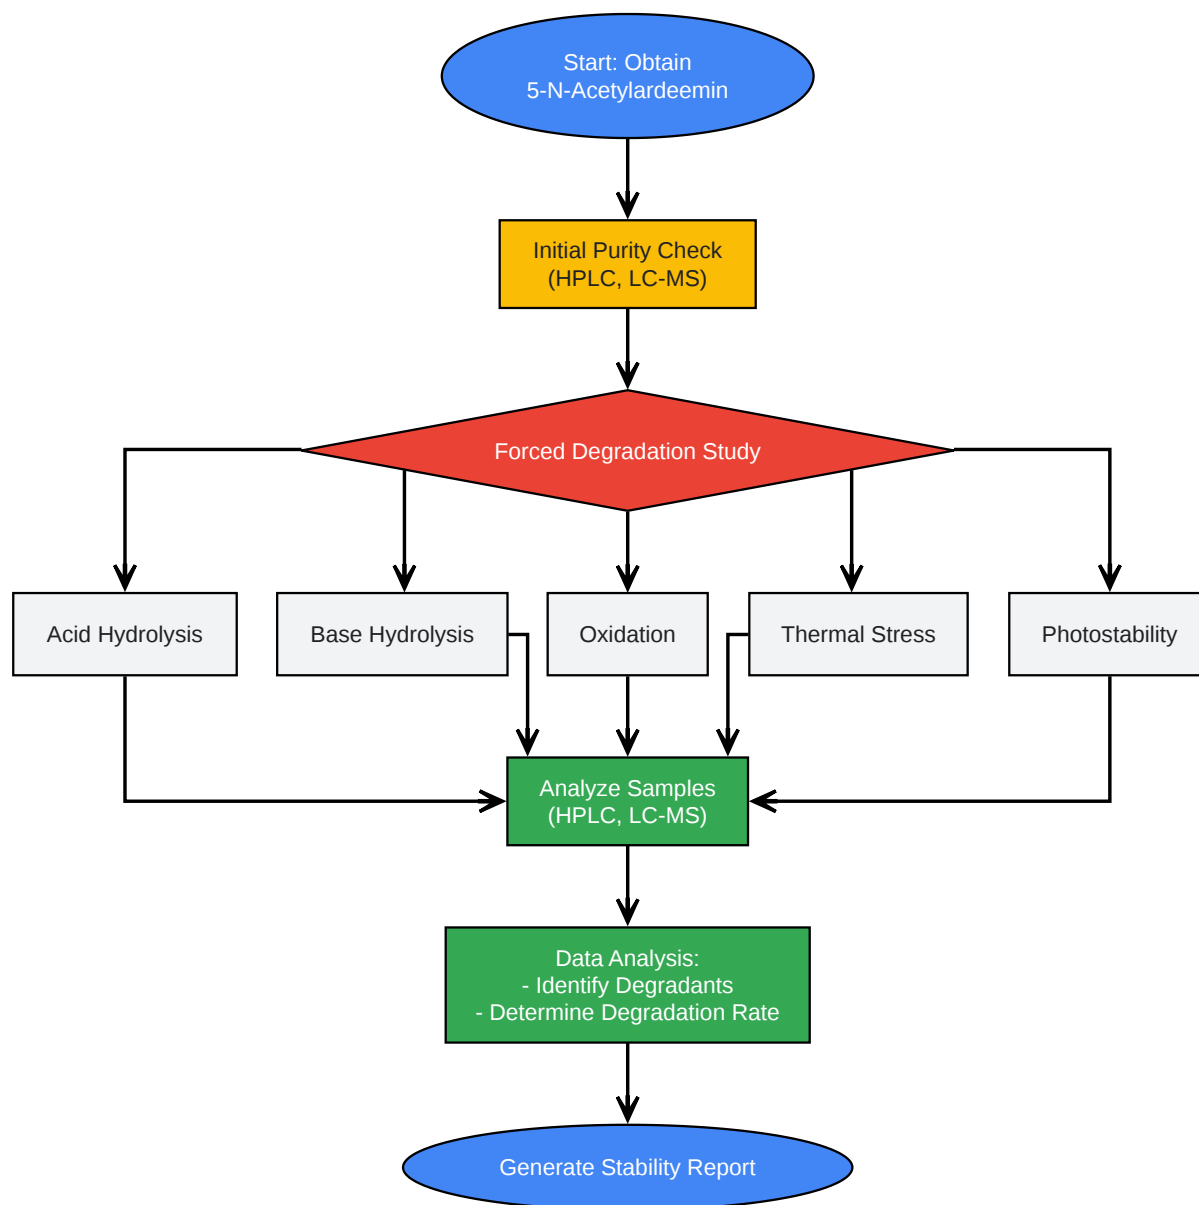 Start: Obtain
5-N-Acetylardeemin
Initial Purity Check
(HPLC, LC-MS)
Forced Degradation Study
Acid Hydrolysis
Base Hydrolysis
Oxidation
Thermal Stress
Photostability
Analyze Samples
(HPLC, LC-MS)
Data Analysis:
- Identify Degradants
- Determine Degradation Rate
Generate Stability Report